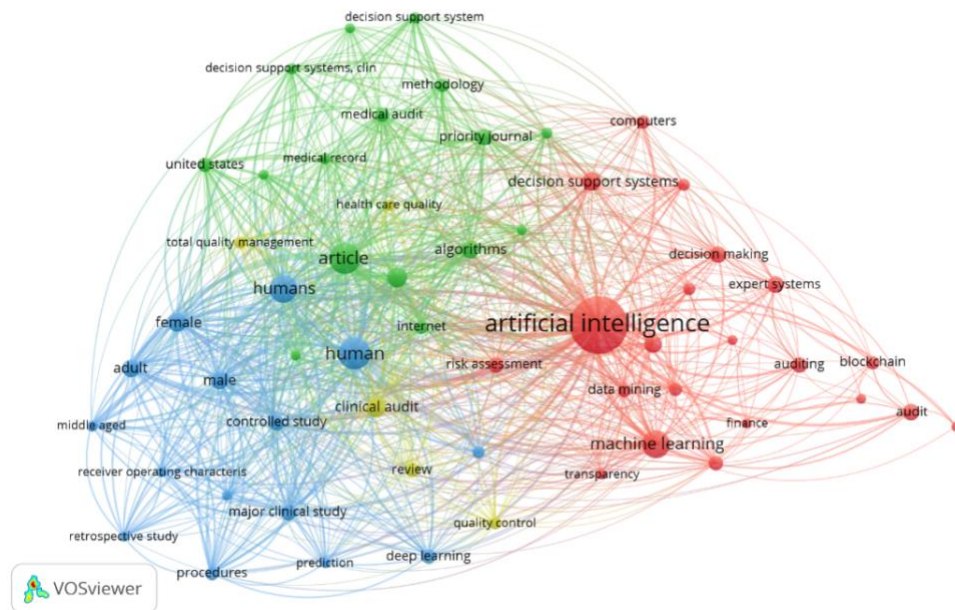 decision support system
decision support systems, clin
methodology
medical audit
computers
priority journal
united states
medical record
decision support systems
health care quality
total quality management
algorithms
decision making
article
humans
expert systems
female
artificial intelligence
internet
human
risk assessment
blockchain
adult
male
auditing
data mining
clinical audit
audit
middle aged
controlled study
finance
machine learning
receiver operating characteris
review
transparency
major clinical study
quality control
retrospective study
prediction
deep learning
procedures
VOSviewer